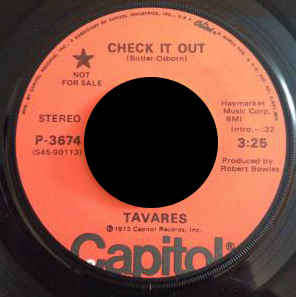 CHECK IT OUT
(Butler-Osborn)
★
NOT
FOR SALE
STEREO
P-3674
(S45-90113)
Haymarket
Music Corp.
BMI)
Intro.-:32
3:25
Produced by
Robert Bowles
TAVARES
℗1973 Capitol Records, Inc.
Capitol®